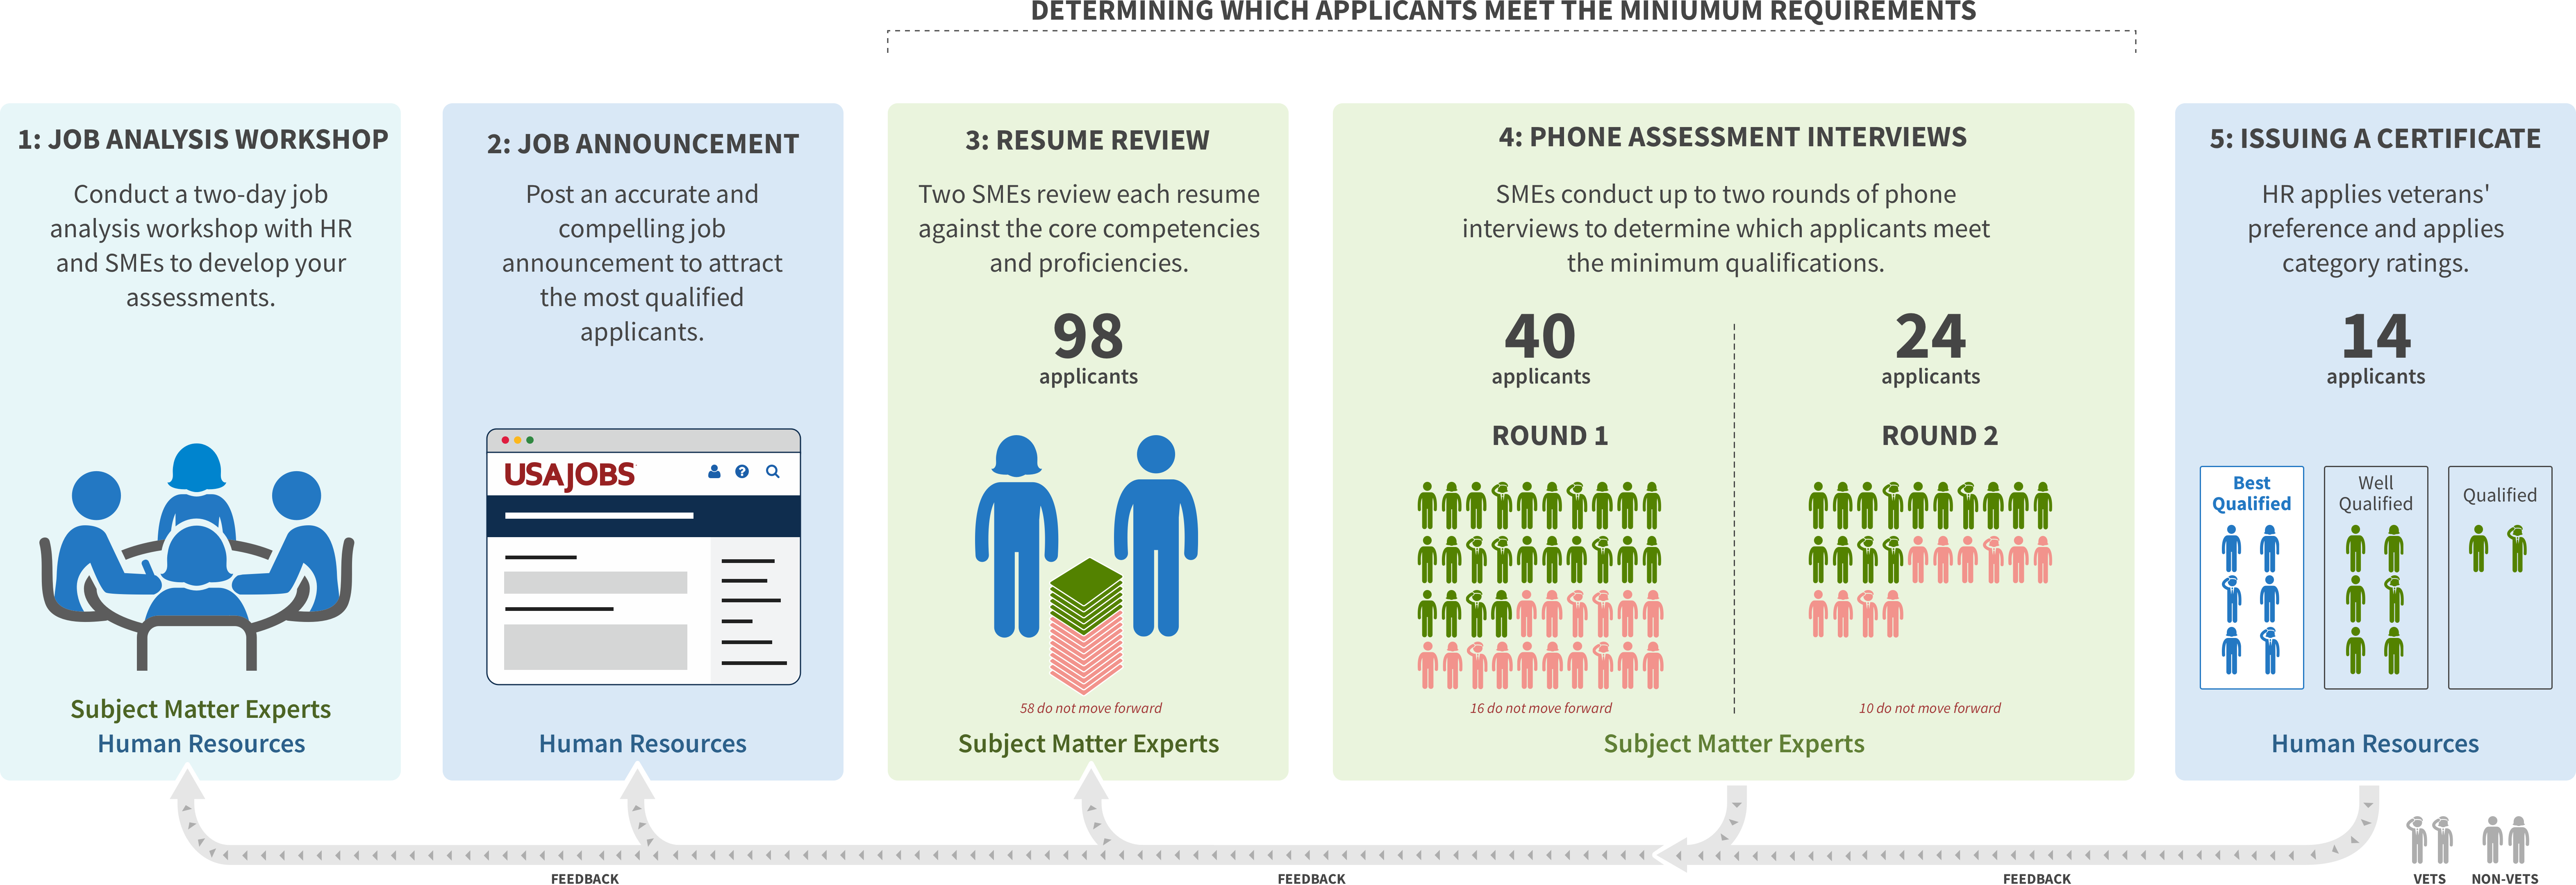 DETERMINING WHICH APPLICANTS MEET THE MINIUMUM REQUIREMENTS
1: JOB ANALYSIS WORKSHOP
Conduct a two-day job
analysis workshop with HR
and SMEs to develop your
assessments.
Subject Matter Experts
Human Resources
2: JOB ANNOUNCEMENT
Post an accurate and
compelling job
announcement to attract
the most qualified
applicants.
USAJOBS
Human Resources
3: RESUME REVIEW
Two SMEs review each resume
against the core competencies
and proficiencies.
98
applicants
58 do not move forward
Subject Matter Experts
4: PHONE ASSESSMENT INTERVIEWS
SMEs conduct up to two rounds of phone
interviews to determine which applicants meet
the minimum qualifications.
40
applicants
ROUND 1
16 do not move forward
24
applicants
ROUND 2
10 do not move forward
Subject Matter Experts
5: ISSUING A CERTIFICATE
HR applies veterans'
preference and applies
category ratings.
14
applicants
Best
Qualified
Well
Qualified
Qualified
Human Resources
FEEDBACK
FEEDBACK
FEEDBACK
VETS
NON-VETS